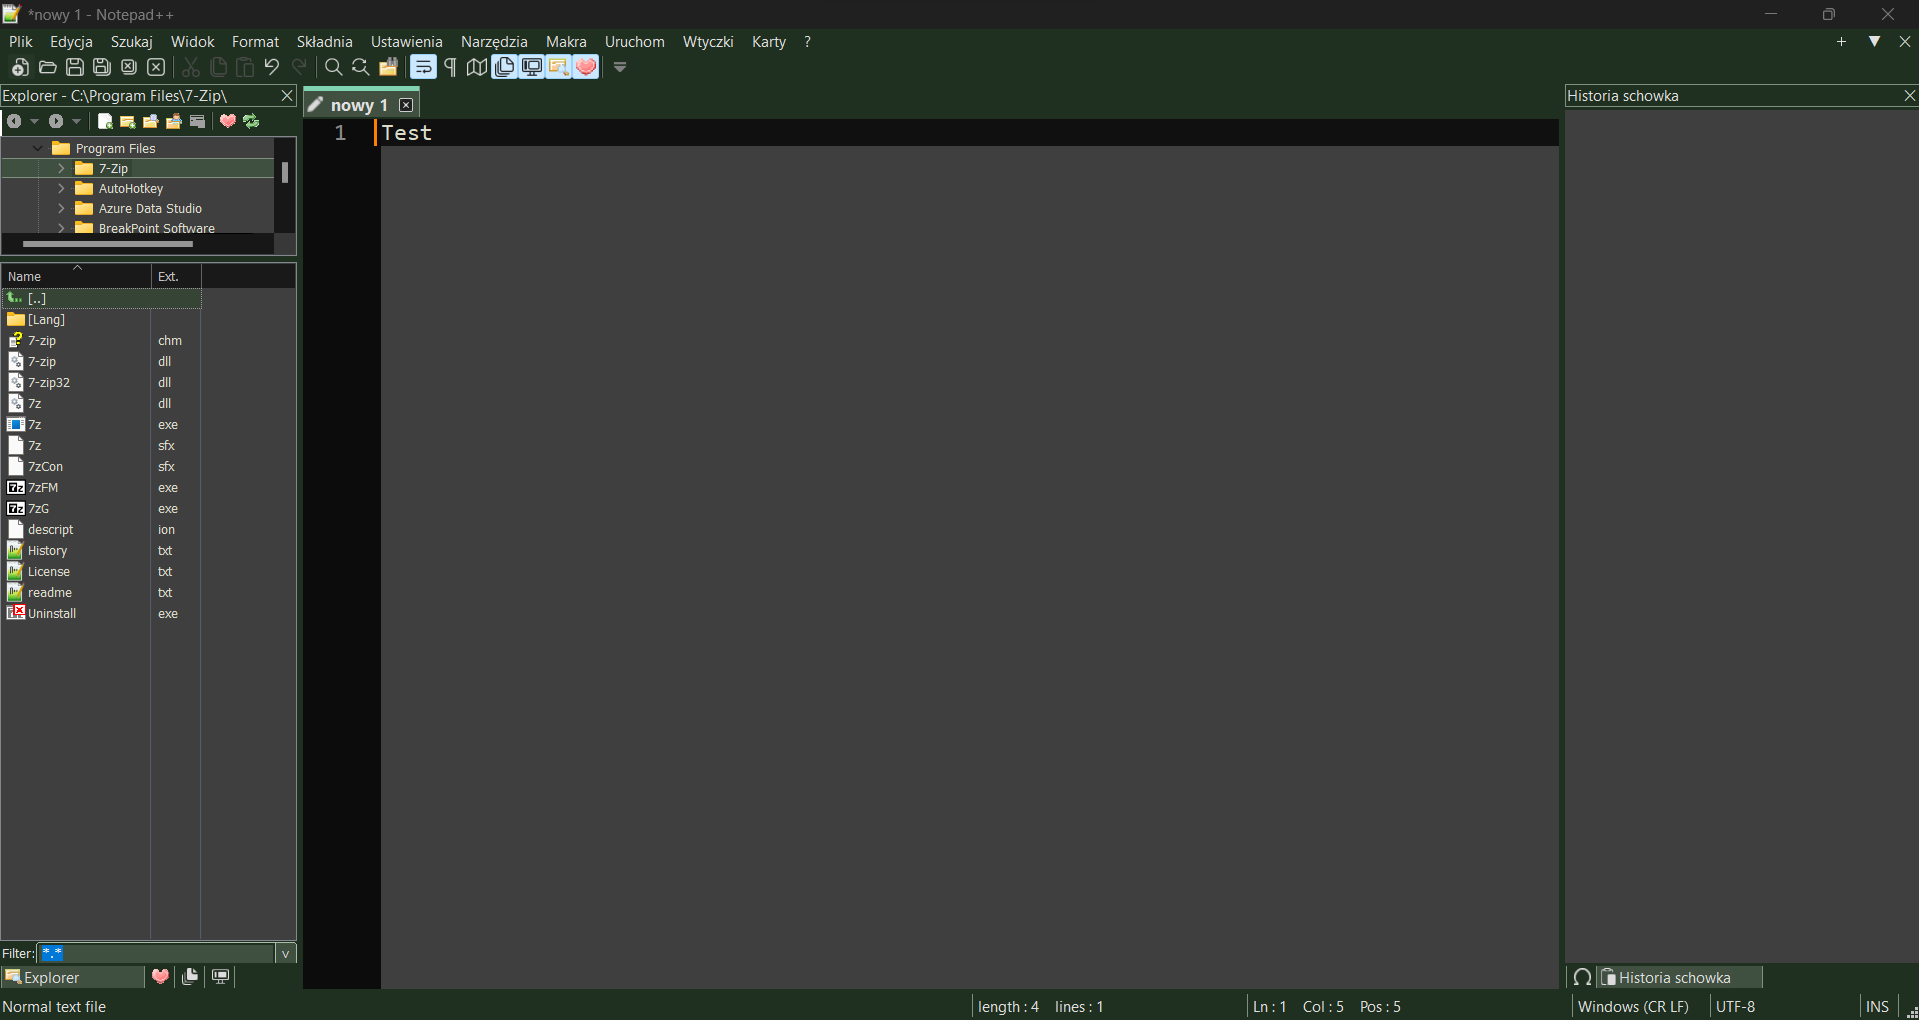 *nowy 1 - Notepad++
Plik Edycja Szukaj Widok Format Składnia Ustawienia Narzędzia Makra Uruchom Wtyczki Karty ?
Explorer - C:\Program Files\7-Zip\
Program Files
7-Zip
AutoHotkey
Azure Data Studio
BreakPoint Software
Name Ext.
[..]
[Lang]
7-zip chm
7-zip dll
7-zip32 dll
7z dll
7z exe
7z sfx
7zCon sfx
7zFM exe
7zG exe
descript ion
History txt
License txt
readme txt
Uninstall exe
Filter: *.*
Explorer
nowy 1
1 Test
Historia schowka
Historia schowka
Normal text file length : 4 lines : 1 Ln : 1 Col : 5 Pos : 5 Windows (CR LF) UTF-8 INS